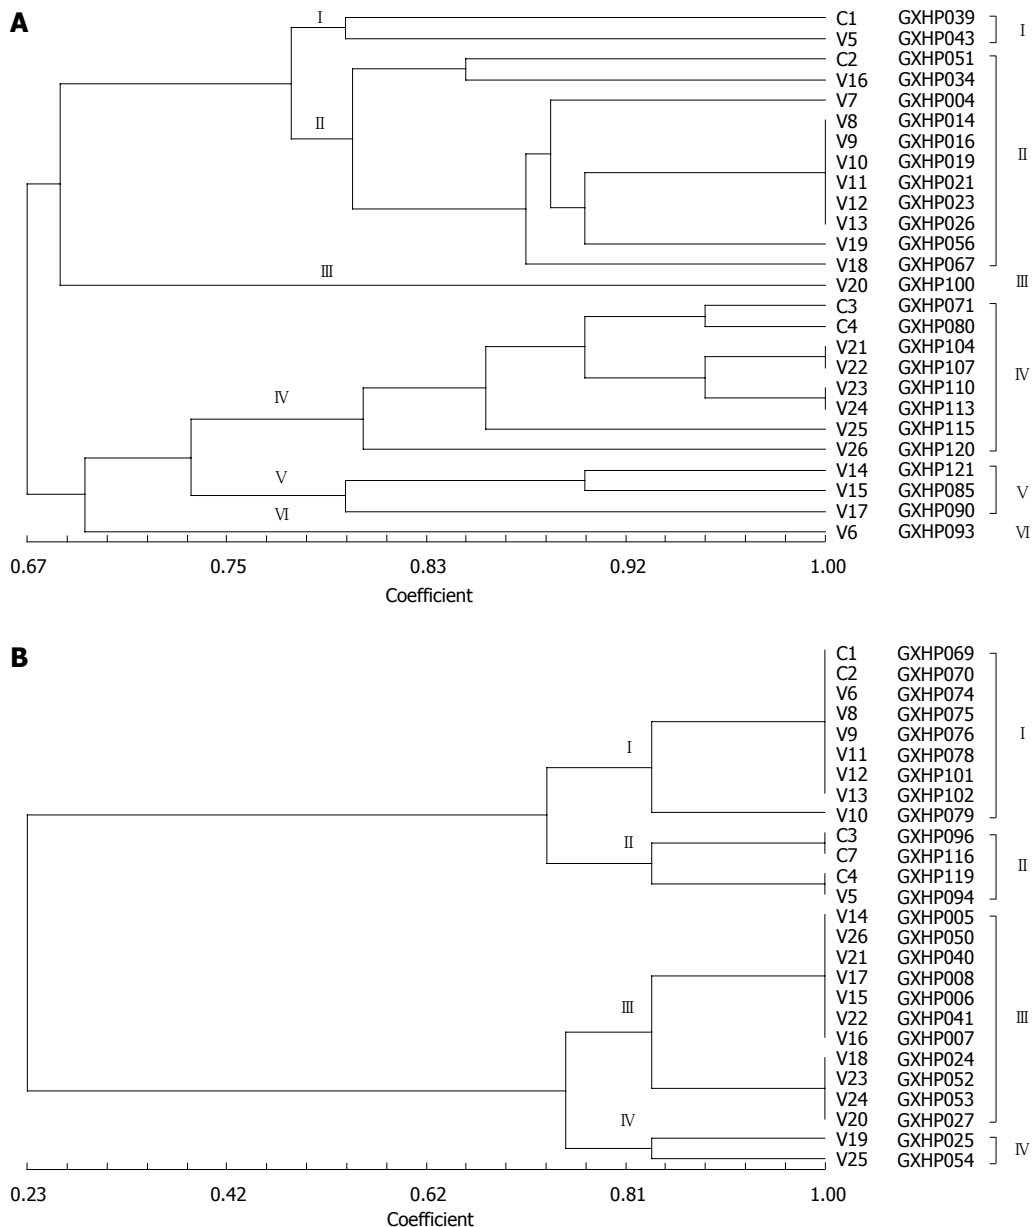 A
I
C1 GXHP039
V5 GXHP043
I
C2 GXHP051
V16 GXHP034
V7 GXHP004
II
V8 GXHP014
V9 GXHP016
V10 GXHP019
II
V11 GXHP021
V12 GXHP023
V13 GXHP026
V19 GXHP056
V18 GXHP067
III
V20 GXHP100
III
C3 GXHP071
C4 GXHP080
V21 GXHP104
V22 GXHP107
IV
V23 GXHP110
IV
V24 GXHP113
V25 GXHP115
V26 GXHP120
V14 GXHP121
V
V15 GXHP085
V
V17 GXHP090
VI
V6 GXHP093
VI
0.67 0.75 0.83 0.92 1.00
Coefficient
B
C1 GXHP069
C2 GXHP070
V6 GXHP074
V8 GXHP075
V9 GXHP076
I
I
V11 GXHP078
V12 GXHP101
V13 GXHP102
V10 GXHP079
C3 GXHP096
II
C7 GXHP116
II
C4 GXHP119
V5 GXHP094
V14 GXHP005
V26 GXHP050
V21 GXHP040
V17 GXHP008
V15 GXHP006
III
V22 GXHP041
III
V16 GXHP007
V18 GXHP024
V23 GXHP052
V24 GXHP053
V20 GXHP027
IV
V19 GXHP025
IV
V25 GXHP054
0.23 0.42 0.62 0.81 1.00
Coefficient